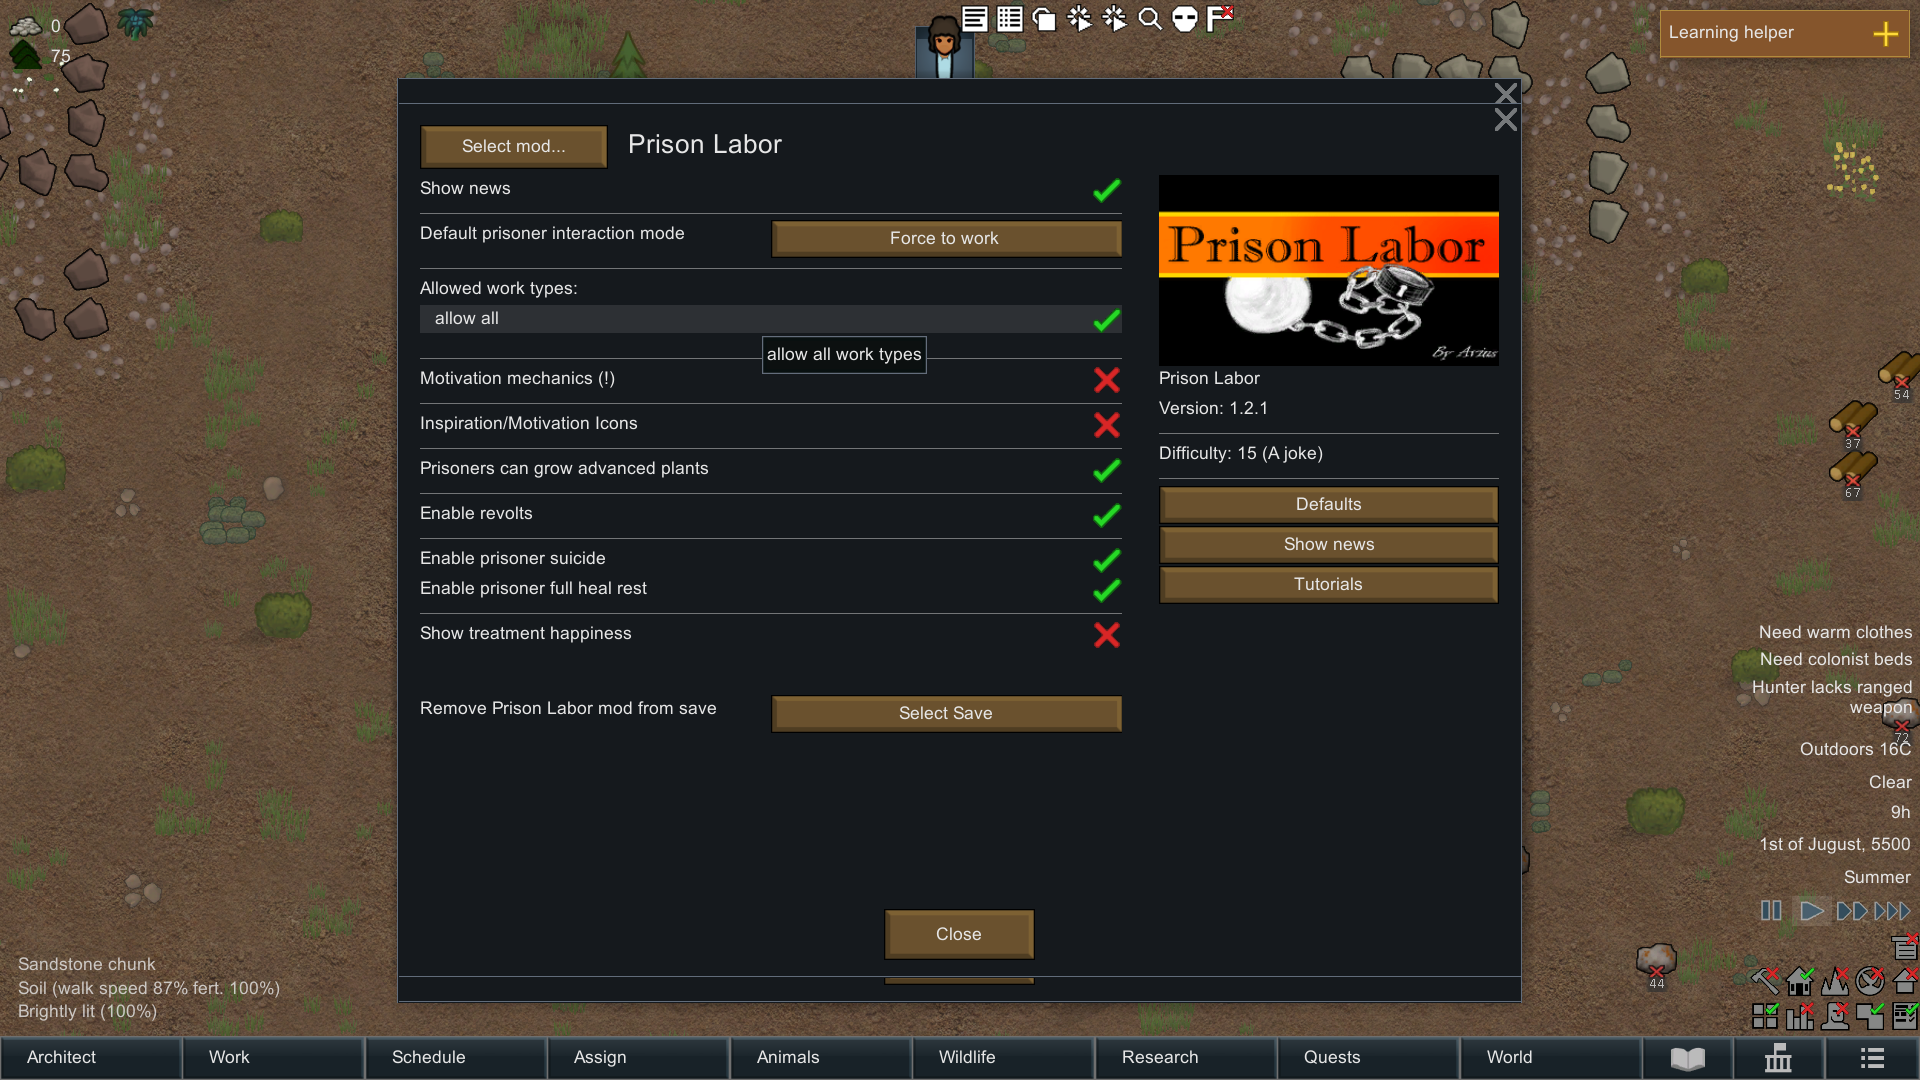 0
75
Learning helper
Select mod...
Prison Labor
Show news
Default prisoner interaction mode
Force to work
Allowed work types:
allow all
allow all work types
Motivation mechanics (!)
Inspiration/Motivation Icons
Prisoners can grow advanced plants
Enable revolts
Enable prisoner suicide
Enable prisoner full heal rest
Show treatment happiness
Remove Prison Labor mod from save
Select Save
Prison Labor
By Avius
Prison Labor
Version: 1.2.1
Difficulty: 15 (A joke)
Defaults
Show news
Tutorials
Close
54
37
67
Need warm clothes
Need colonist beds
Hunter lacks ranged
weapon
72
Outdoors 16C
Clear
9h
1st of Jugust, 5500
Summer
44
Sandstone chunk
Soil (walk speed 87% fert. 100%)
Brightly lit (100%)
Architect
Work
Schedule
Assign
Animals
Wildlife
Research
Quests
World